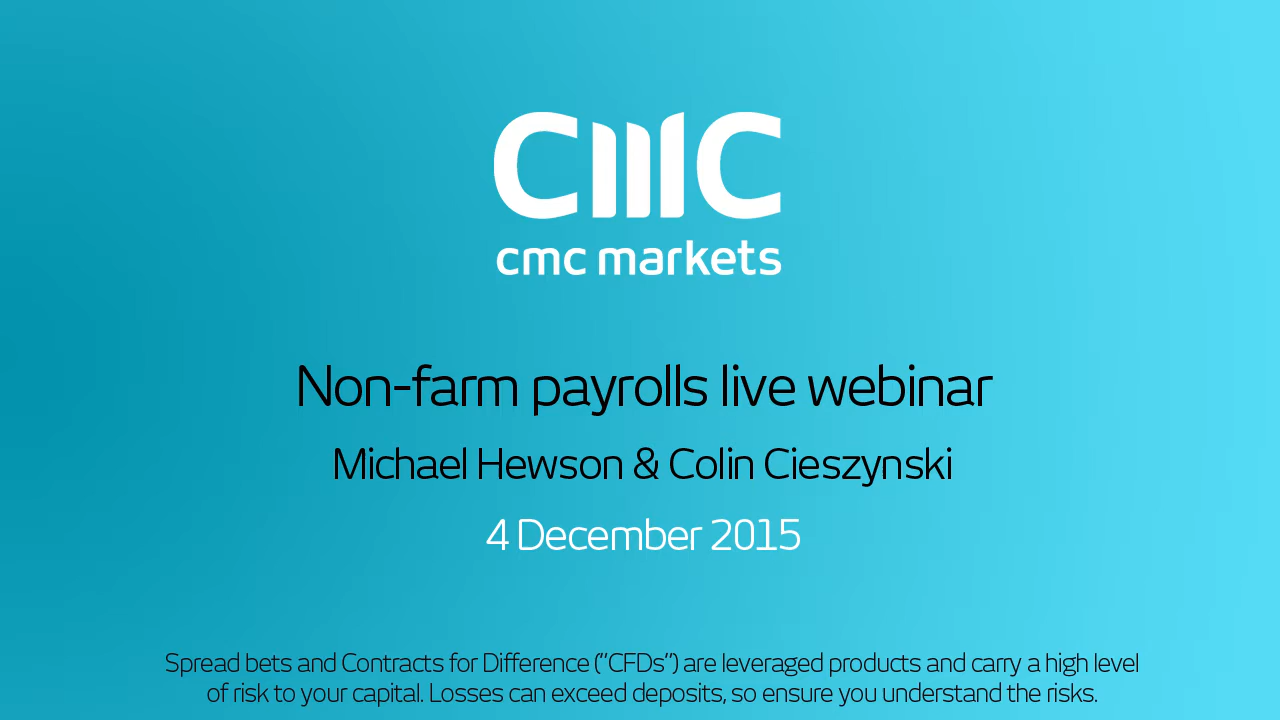 CMC
cmc markets
Non-farm payrolls live webinar
Michael Hewson & Colin Cieszynski
4 December 2015
Spread bets and Contracts for Difference (“CFDs”) are leveraged products and carry a high level
of risk to your capital. Losses can exceed deposits, so ensure you understand the risks.